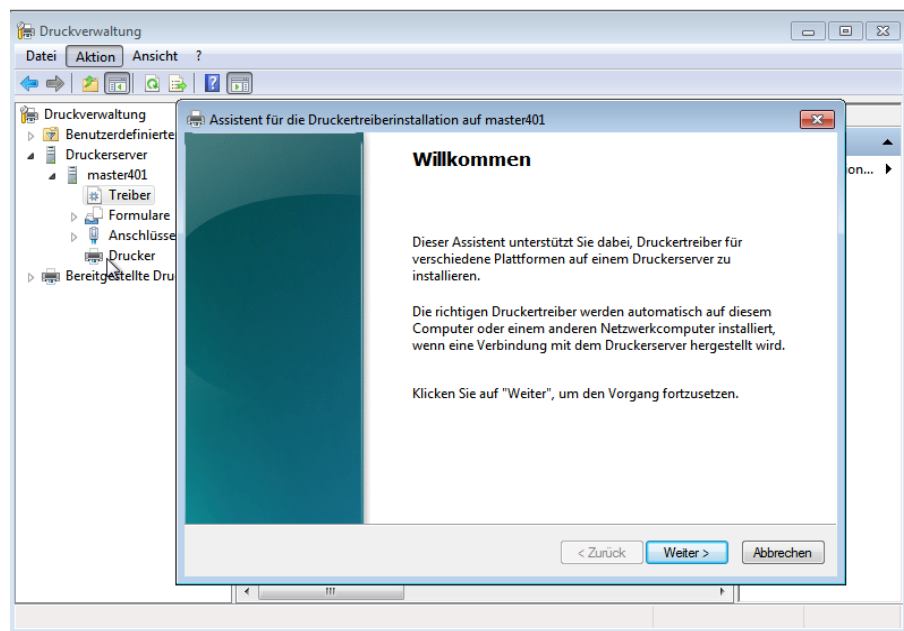 Druckverwaltung
Datei Aktion Ansicht ?
Druckverwaltung
Benutzerdefinierte
Druckerserver
master401
Treiber
Formulare
Anschlüsse
Drucker
Bereitgestellte Dru
on...
Assistent für die Druckertreiberinstallation auf master401
Willkommen
Dieser Assistent unterstützt Sie dabei, Druckertreiber für
verschiedene Plattformen auf einem Druckerserver zu
installieren.
Die richtigen Druckertreiber werden automatisch auf diesem
Computer oder einem anderen Netzwerkcomputer installiert,
wenn eine Verbindung mit dem Druckerserver hergestellt wird.
Klicken Sie auf "Weiter", um den Vorgang fortzusetzen.
< Zurück Weiter > Abbrechen